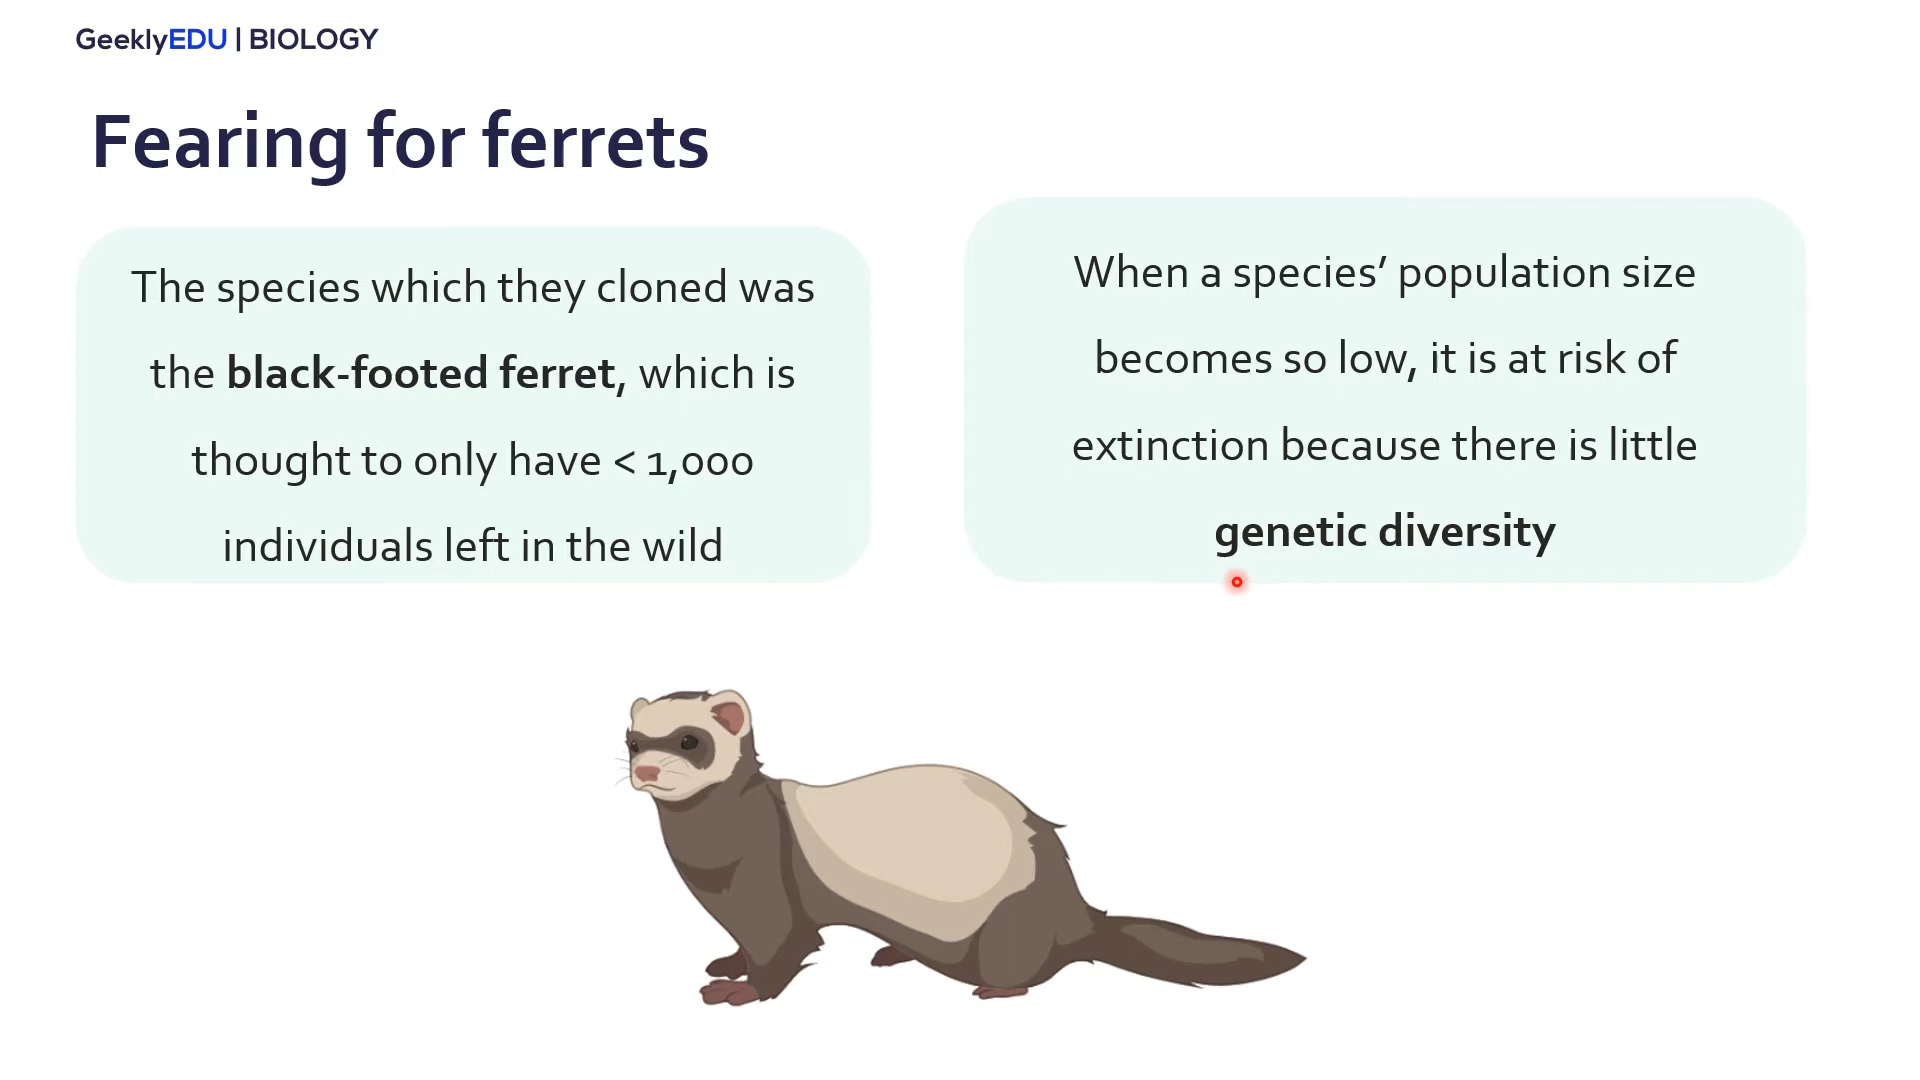 GeeklyEDU | BIOLOGY
Fearing for ferrets
The species which they cloned was
the black-footed ferret, which is
thought to only have < 1,000
individuals left in the wild
When a species’ population size
becomes so low, it is at risk of
extinction because there is little
genetic diversity